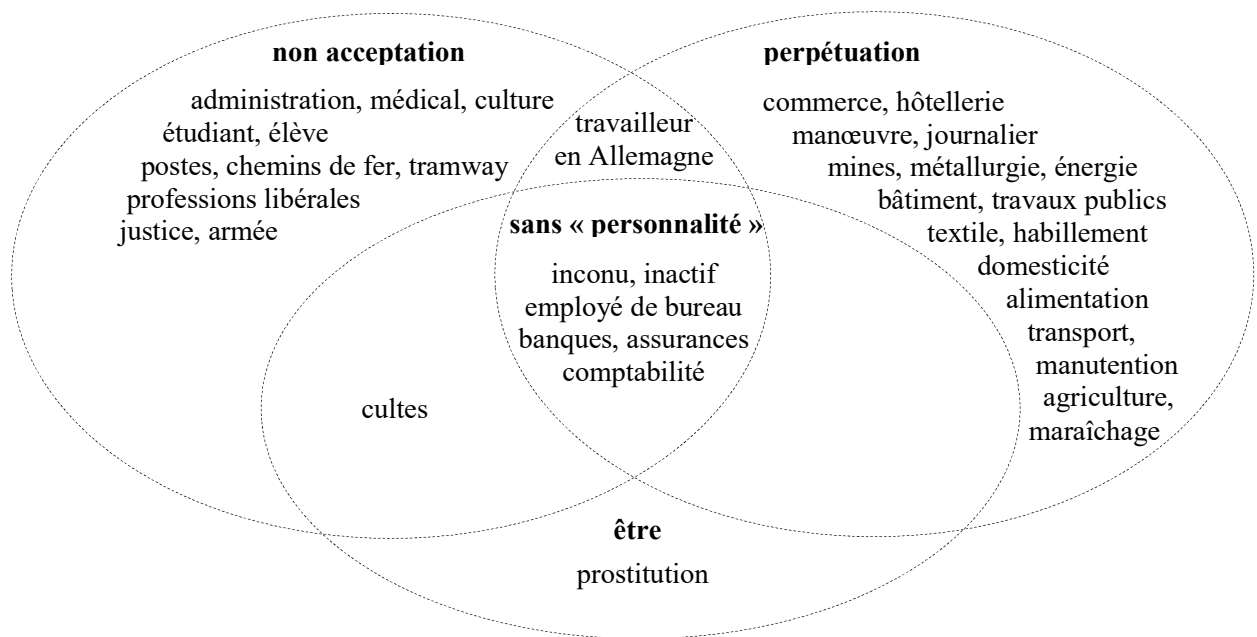 non acceptation
administration, médical, culture
étudiant, élève
postes, chemins de fer, tramway
professions libérales
justice, armée
travailleur
en Allemagne
perpétuation
commerce, hôtellerie
manœuvre, journalier
mines, métallurgie, énergie
bâtiment, travaux publics
textile, habillement
domesticité
alimentation
transport,
manutention
agriculture,
maraîchage
sans « personnalité »
inconu, inactif
employé de bureau
banques, assurances
comptabilité
cultes
être
prostitution